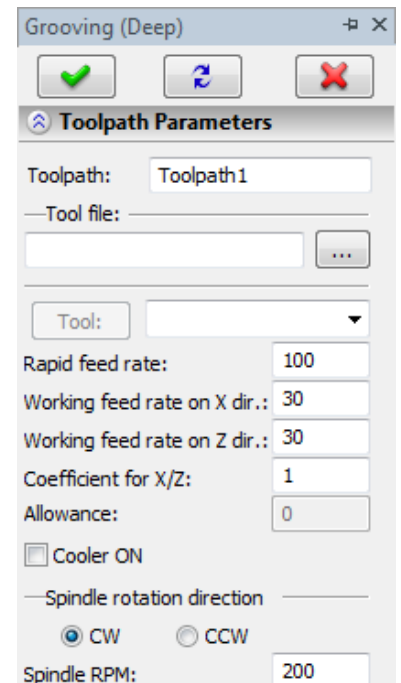 Grooving (Deep)
Toolpath Parameters
Toolpath: Toolpath1
Tool file:
...
Tool:
Rapid feed rate: 100
Working feed rate on X dir.: 30
Working feed rate on Z dir.: 30
Coefficient for X/Z: 1
Allowance: 0
Cooler ON
Spindle rotation direction
CW CCW
Spindle RPM: 200